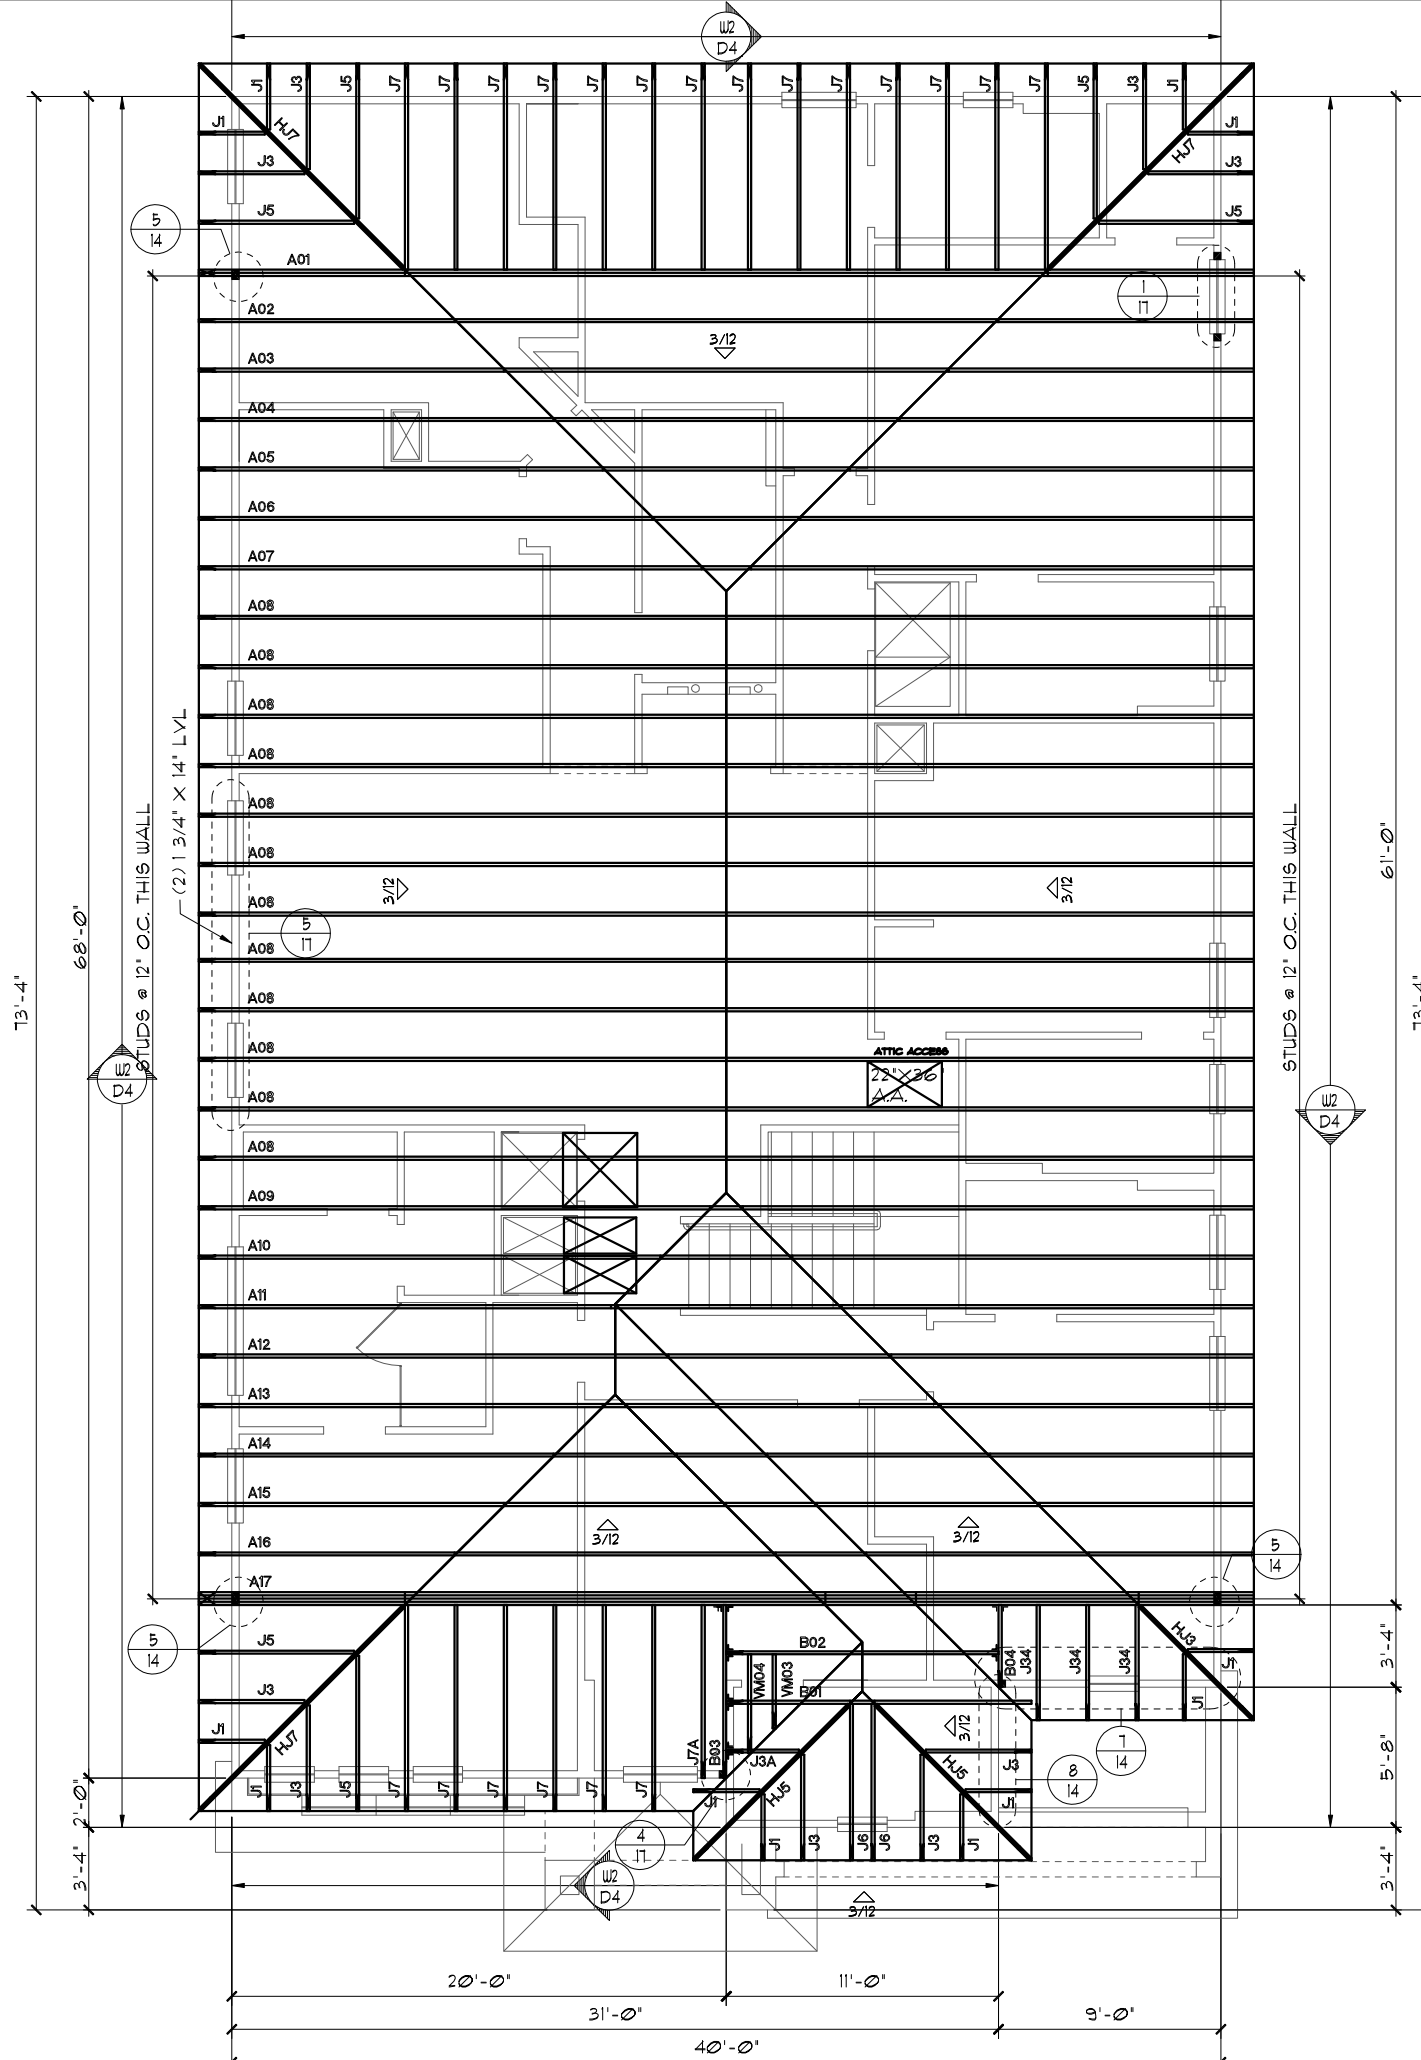 W2
D4
J1 J3 J5 J7 J7 J7 J7 J7 J7 J7 J7 J7 J7 J7 J7 J7 J7 J5 J3 J1
J1 HJ7 HJ7 J1
J3 J3
J5 J5
5
14
A01
1
17
A02
3/12
A03
A04
A05
A06
A07
A08
A08
A08
A08
(2) 1 3/4" X 14" LVL
A08
STUDS @ 12" O.C. THIS WALL
STUDS @ 12" O.C. THIS WALL
A08
3/12
3/12
61'-0"
A08
68'-0"
5
17
A08
73'-4"
73'-4"
A08
A08
ATTIC ACCESS
22"X36"
A.A.
W2
D4
A08
W2
D4
A08
A09
A10
A11
A12
A13
A14
A15
3/12
3/12
A16
5
14
A17
5
14
J5
B02
B04 J34 J34 J34
HJ3
J1
3'-4"
J3
VM04 VM03
B01
J1
J1
HJ7
3/12
J7A B03
J3A
HJ5
J3
7
14
5'-8"
J1 J3 J5 J7 J7 J7 J7 J7 J7
J1
HJ5
J1
8
14
2'-0"
4
17
J1 J3 J6 J6 J3 J1
3'-4"
W2
D4
3/12
3'-4"
20'-0"
11'-0"
31'-0"
9'-0"
40'-0"